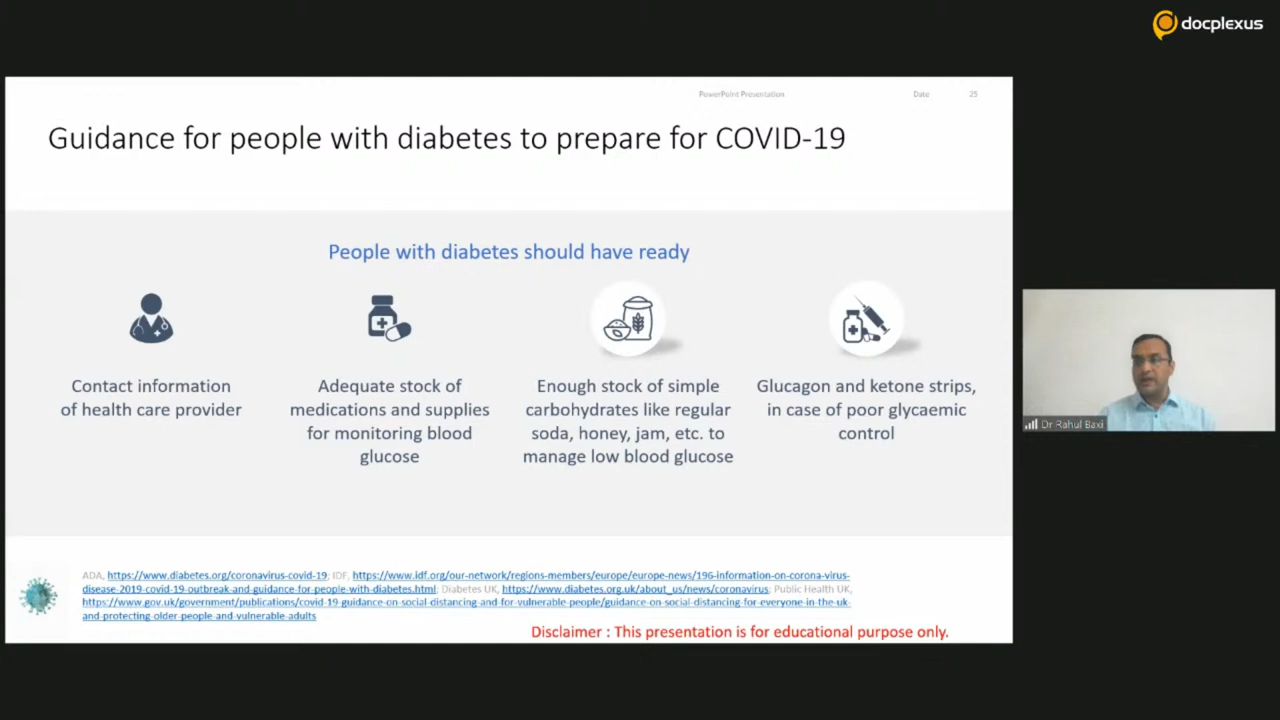 docplexus
PowerPoint Presentation
Date
25
Guidance for people with diabetes to prepare for COVID-19
People with diabetes should have ready
Contact information
of health care provider
Adequate stock of
medications and supplies
for monitoring blood
glucose
Enough stock of simple
carbohydrates like regular
soda, honey, jam, etc. to
manage low blood glucose
Glucagon and ketone strips,
in case of poor glycaemic
control
Dr Rahul Baxi
ADA, https://www.diabetes.org/coronavirus-covid-19; IDF, https://www.idf.org/our-network/regions-members/europe/europe-news/196-information-on-corona-virus-
disease-2019-covid-19-outbreak-and-guidance-for-people-with-diabetes.html; Diabetes UK, https://www.diabetes.org.uk/about_us/news/coronavirus; Public Health UK,
https://www.gov.uk/government/publications/covid-19-guidance-on-social-distancing-and-for-vulnerable-people/guidance-on-social-distancing-for-everyone-in-the-uk-
and-protecting-older-people-and-vulnerable-adults
Disclaimer : This presentation is for educational purpose only.